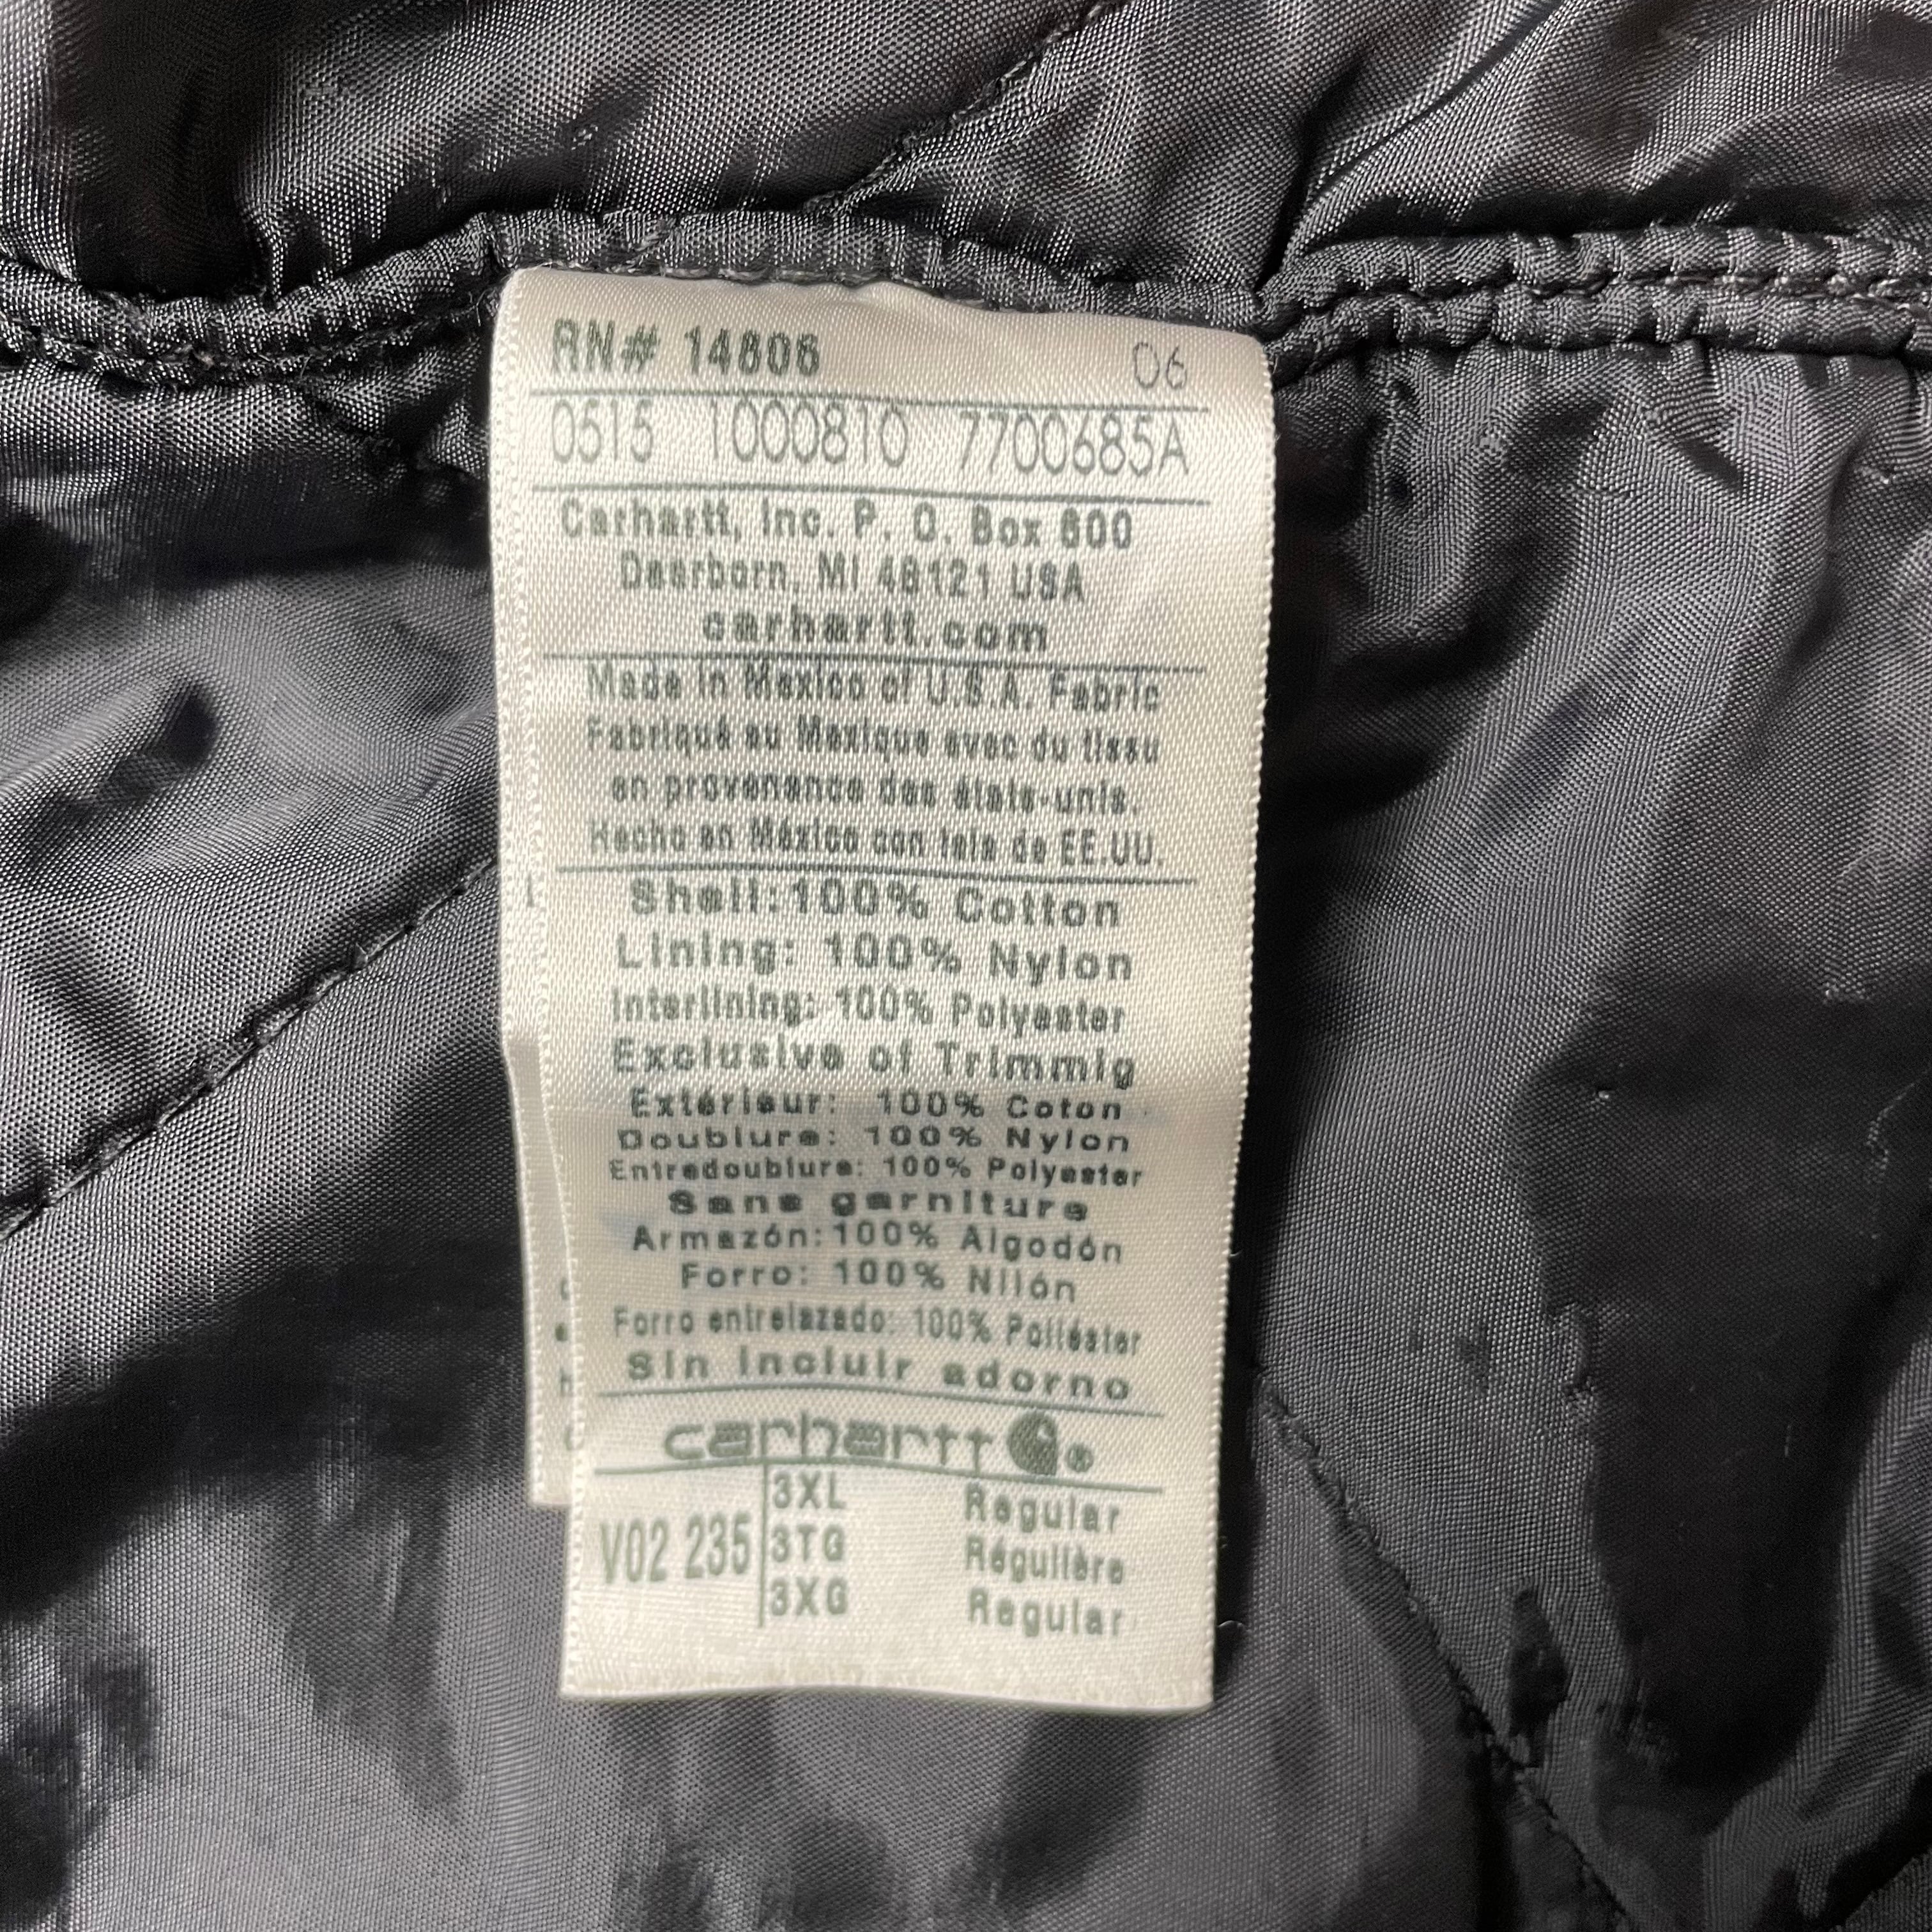 RN# 14806 06
0515 1000810 7700685A
Carhartt, Inc. P. O. Box 600
Dearborn, MI 48121 USA
carhartt.com
Made in Mexico of U.S.A. Fabric
Fabriqué au Mexique avec du tissu
en provenance des états-unis.
Hecho en México con tela de EE.UU.
Shell:100% Cotton
Lining: 100% Nylon
Interlining: 100% Polyester
Exclusive of Trimmig
Extérieur: 100% Coton
Doublure: 100% Nylon
Entredoublure: 100% Polyester
Sans garniture
Armazón:100% Algodón
Forro: 100% Nilón
Forro entrelazado: 100% Poliéster
Sin incluir adorno
carhartt ®
V02 235
3XL Regular
3TG Régulière
3XG Regular